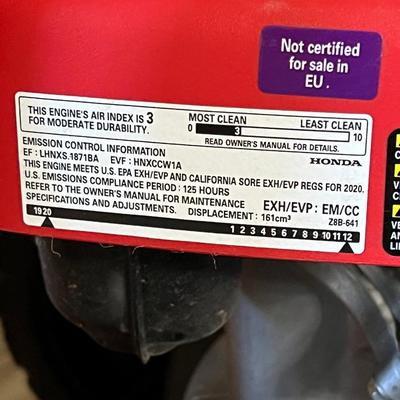 Not certified
for sale in
EU.
THIS ENGINE'S AIR INDEX IS 3
FOR MODERATE DURABILITY.
MOST CLEAN
LEAST CLEAN
0 3 10
READ OWNER'S MANUAL FOR DETAILS.
EMISSION CONTROL INFORMATION
HONDA
EF : LHNXS.1871BA EVF : HNXCCW1A
THIS ENGINE MEETS U.S. EPA EXH/EVP AND CALIFORNIA SORE EXH/EVP REGS FOR 2020.
U.S. EMISSIONS COMPLIANCE PERIOD : 125 HOURS
REFER TO THE OWNER'S MANUAL FOR MAINTENANCE
EXH/EVP : EM/CC
SPECIFICATIONS AND ADJUSTMENTS.
DISPLACEMENT : 161cm³
Z8B-641
1920
1 2 3 4 5 6 7 8 9 10 11 12